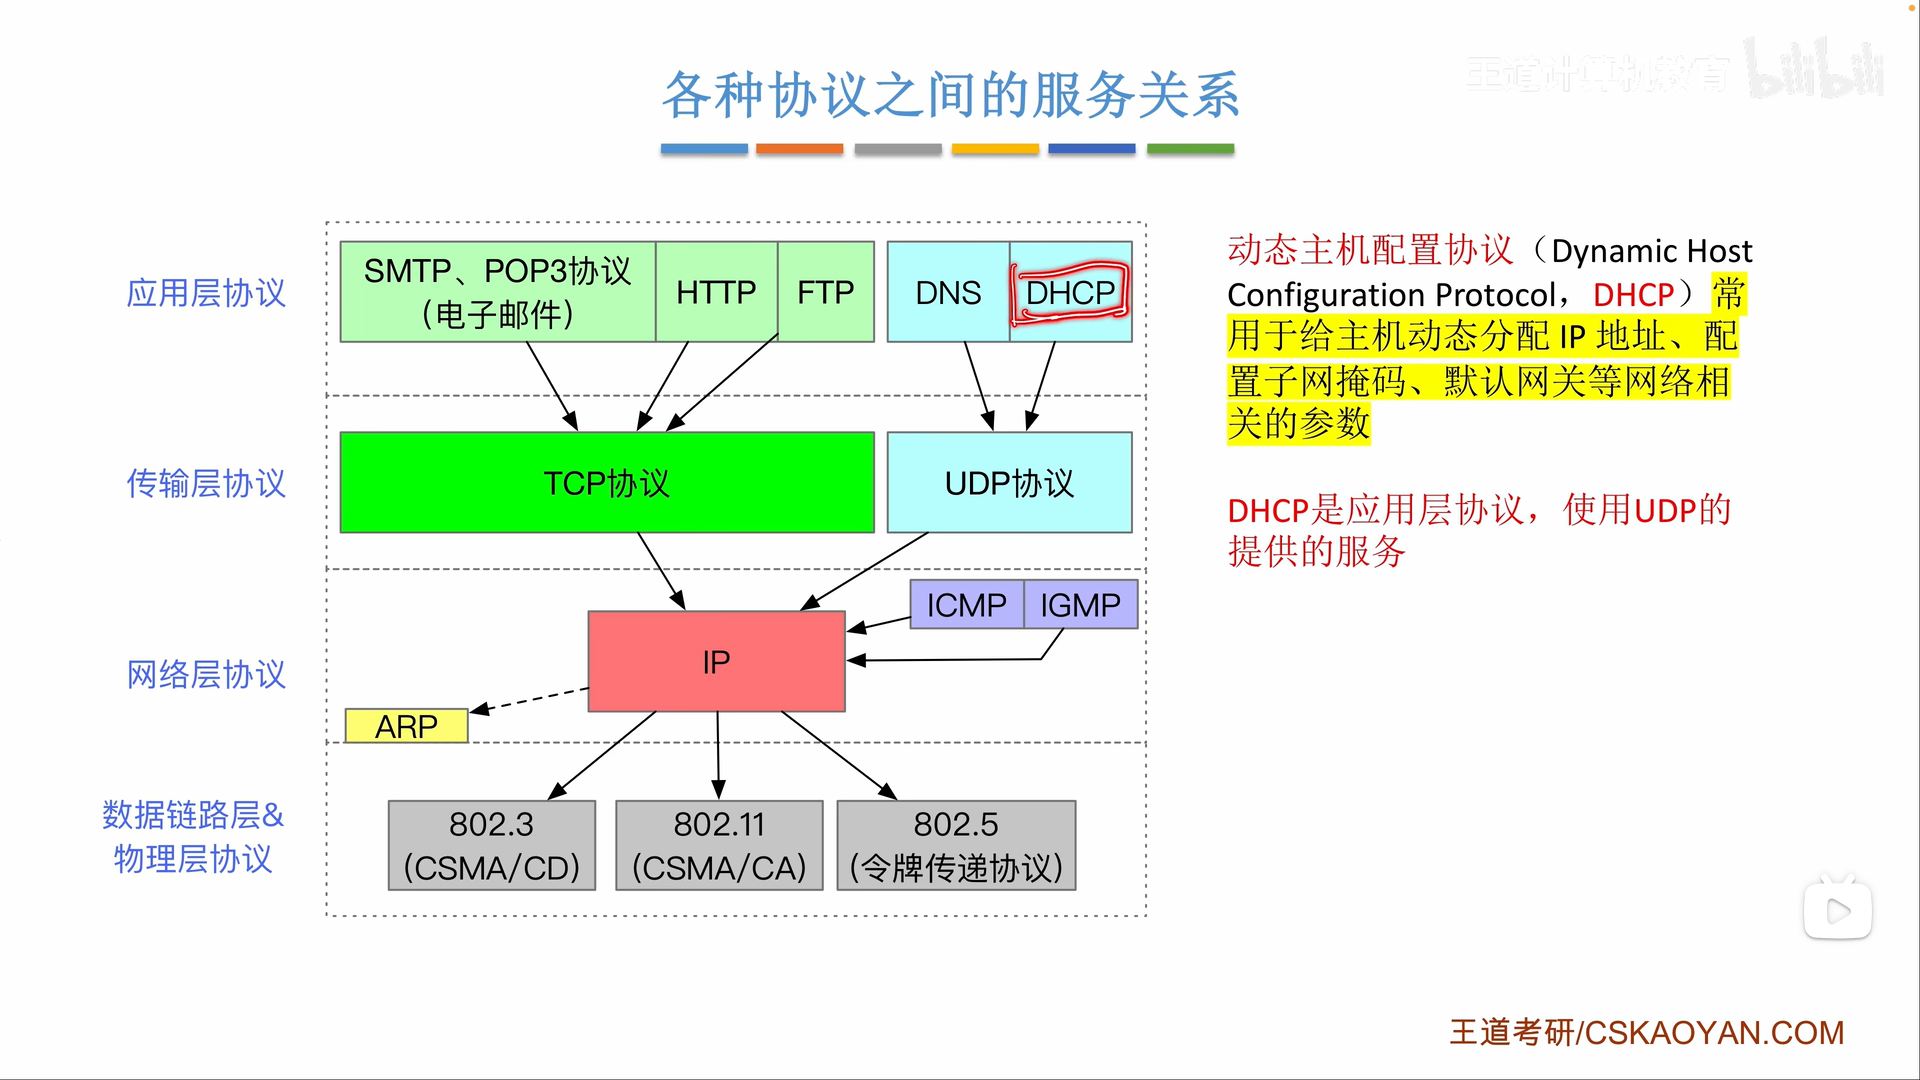 王道计算机教育 bilibili
各种协议之间的服务关系
应用层协议
SMTP、POP3协议
（电子邮件）
HTTP
FTP
DNS
DHCP
传输层协议
TCP协议
UDP协议
网络层协议
ICMP
IGMP
IP
ARP
数据链路层&
物理层协议
802.3
（CSMA/CD）
802.11
（CSMA/CA）
802.5
（令牌传递协议）
动态主机配置协议（Dynamic Host
Configuration Protocol，DHCP）常
用于给主机动态分配 IP 地址、配
置子网掩码、默认网关等网络相
关的参数
DHCP是应用层协议，使用UDP的
提供的服务
王道考研/CSKAOYAN.COM